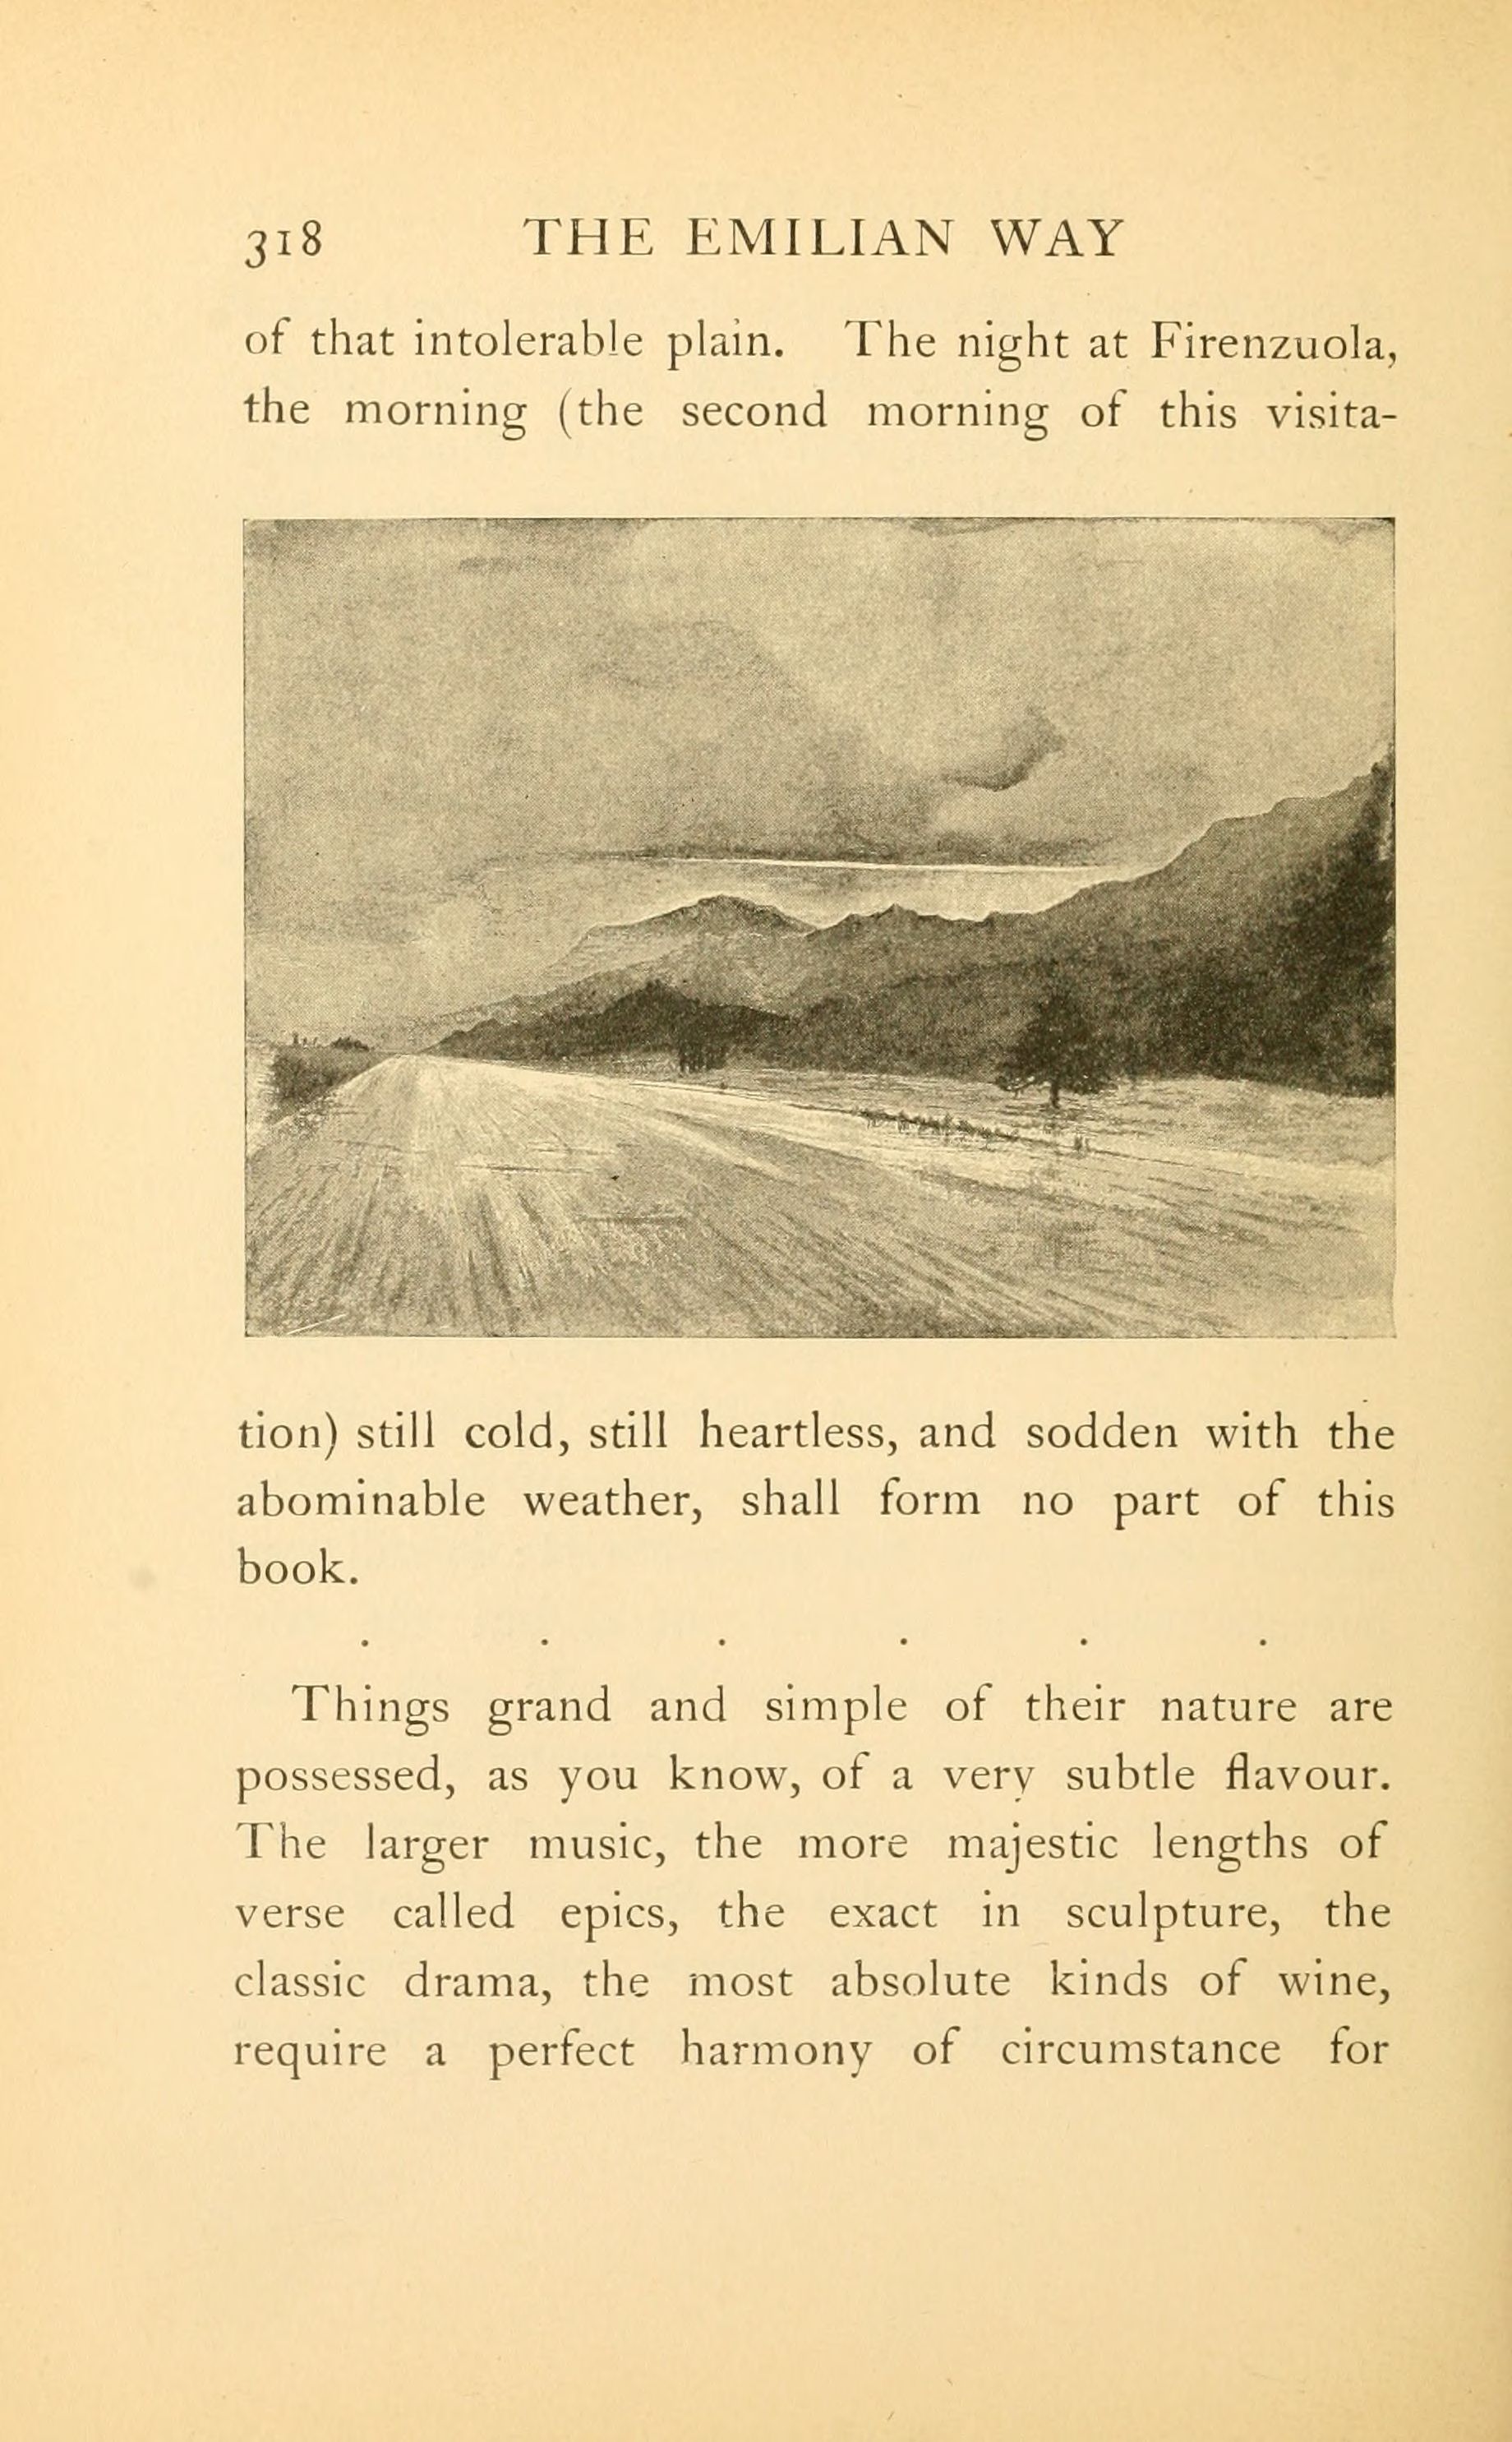 318 THE EMILIAN WAY
of that intolerable plain. The night at Firenzuola,
the morning (the second morning of this visita-
tion) still cold, still heartless, and sodden with the
abominable weather, shall form no part of this
book.
. . . . . .
Things grand and simple of their nature are
possessed, as you know, of a very subtle flavour.
The larger music, the more majestic lengths of
verse called epics, the exact in sculpture, the
classic drama, the most absolute kinds of wine,
require a perfect harmony of circumstance for